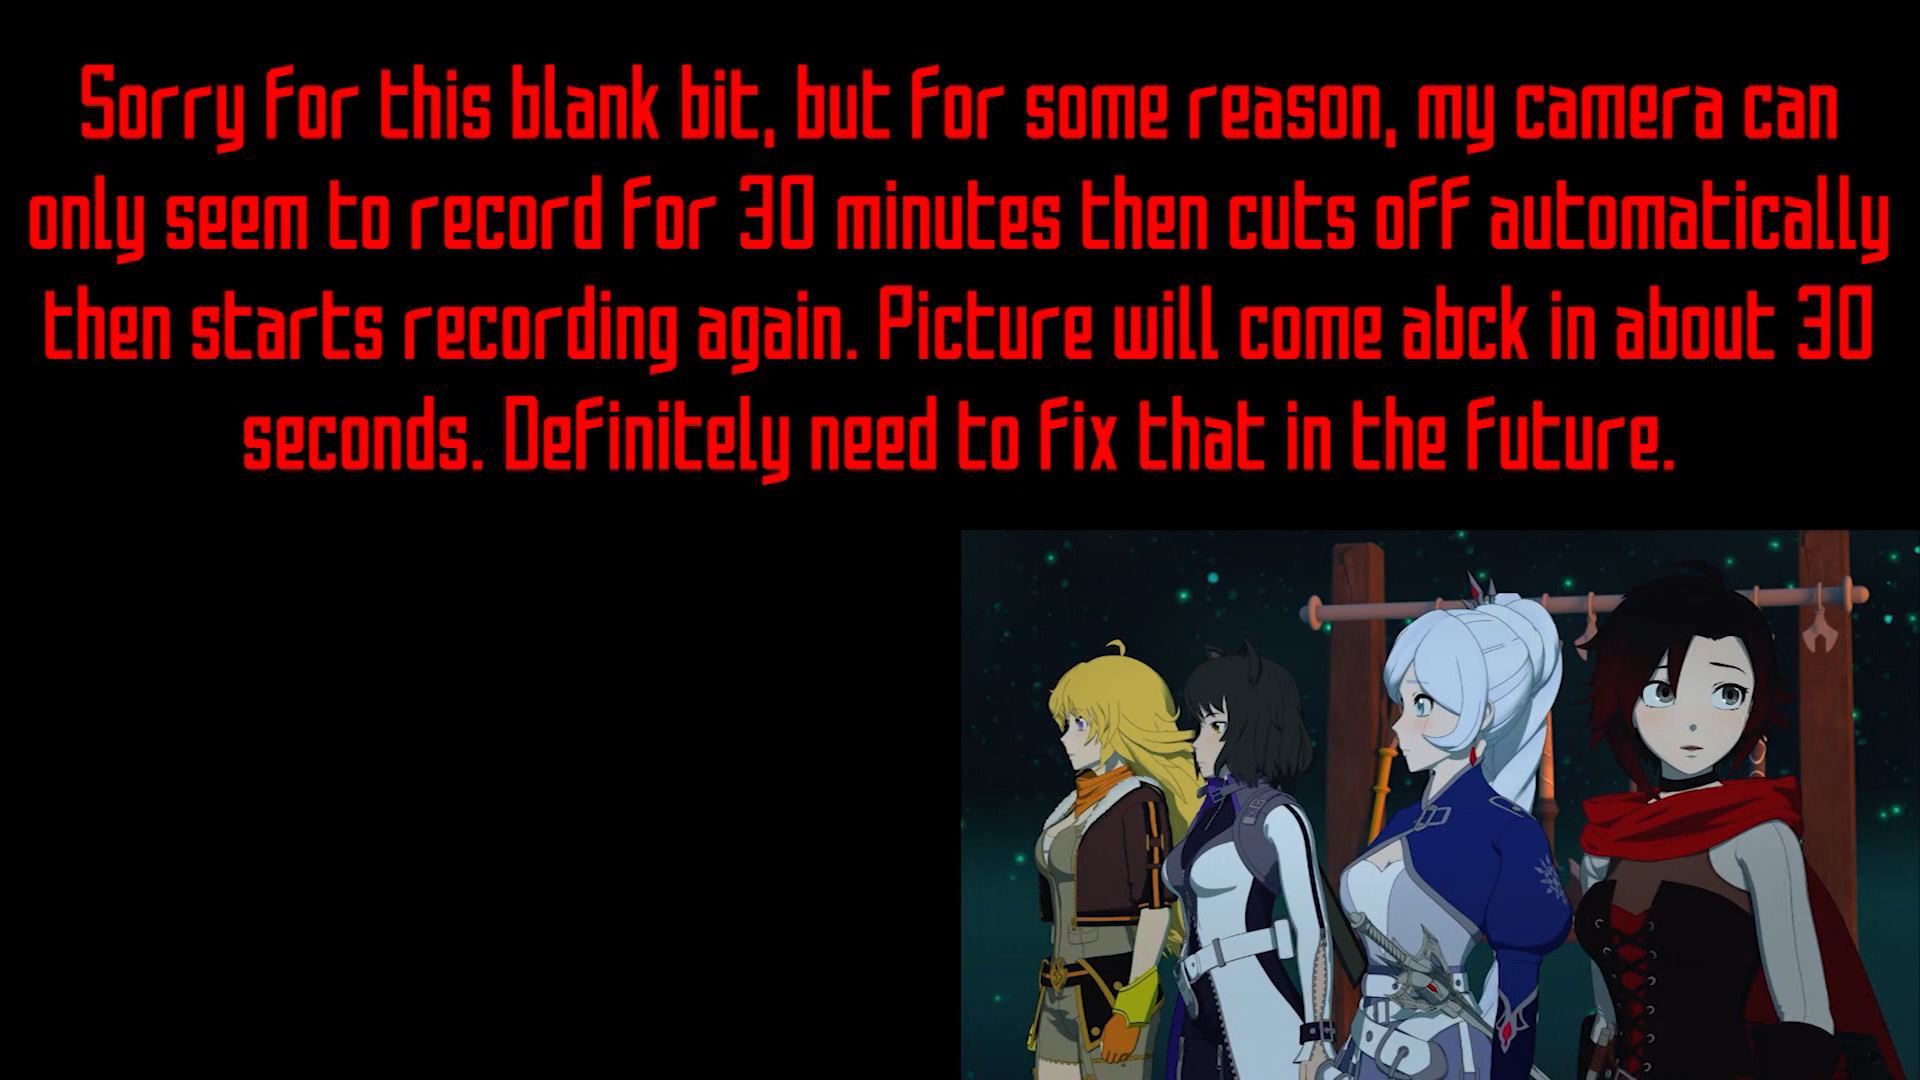 Sorry for this blank bit, but for some reason, my camera can
only seem to record for 30 minutes then cuts off automatically
then starts recording again. Picture will come abck in about 30
seconds. Definitely need to fix that in the future.